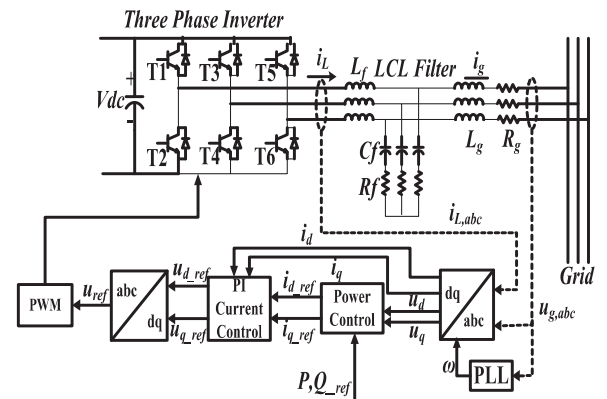 Three Phase Inverter
T1
T3
T5
i_L
L_f
LCL Filter
i_g
+
Vdc
-
T2
T4
T6
C_f
R_f
L_g
R_g
i_L,abc
Grid
i_d
i_q
u_d_ref
u_q_ref
u_ref
PWM
abc
dq
PI
Current
Control
i_d_ref
i_q_ref
Power
Control
u_d
u_q
dq
abc
u_g,abc
ω
PLL
P,Q_ref